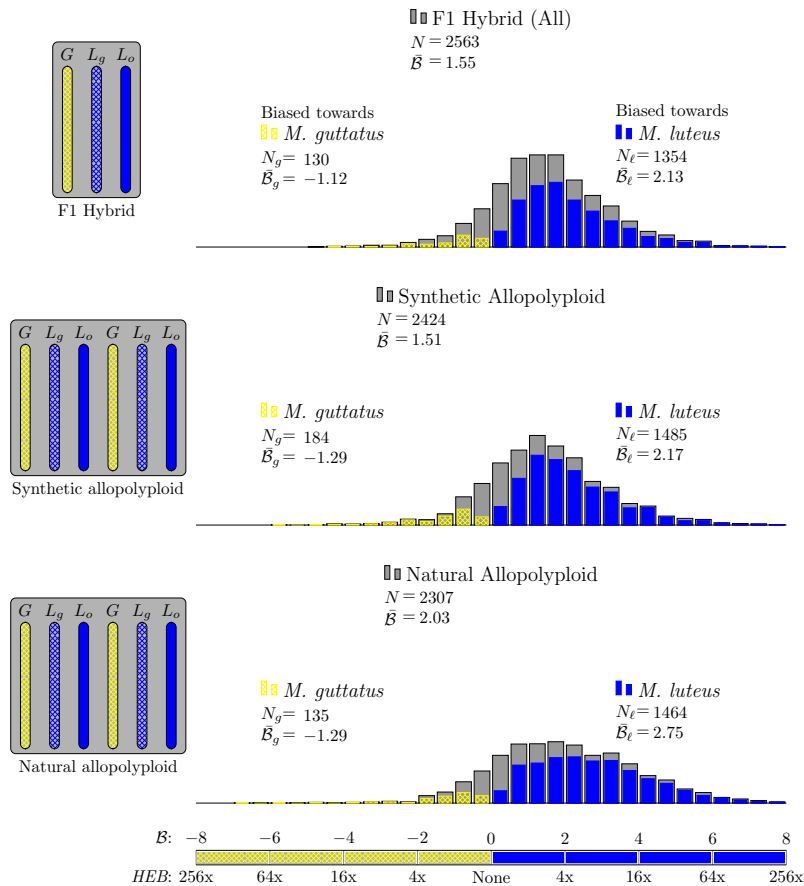 F1 Hybrid (All)
N = 2563
B̄ = 1.55
G L_g L_o
F1 Hybrid
Biased towards
M. guttatus
N_g = 130
B̄_g = −1.12
Biased towards
M. luteus
N_ℓ = 1354
B̄_ℓ = 2.13
Synthetic Allopolyploid
N = 2424
B̄ = 1.51
G L_g L_o G L_g L_o
Synthetic allopolyploid
M. guttatus
N_g = 184
B̄_g = −1.29
M. luteus
N_ℓ = 1485
B̄_ℓ = 2.17
Natural Allopolyploid
N = 2307
B̄ = 2.03
G L_g L_o G L_g L_o
Natural allopolyploid
M. guttatus
N_g = 135
B̄_g = −1.29
M. luteus
N_ℓ = 1464
B̄_ℓ = 2.75
B: −8 −6 −4 −2 0 2 4 6 8
HEB: 256x 64x 16x 4x None 4x 16x 64x 256x